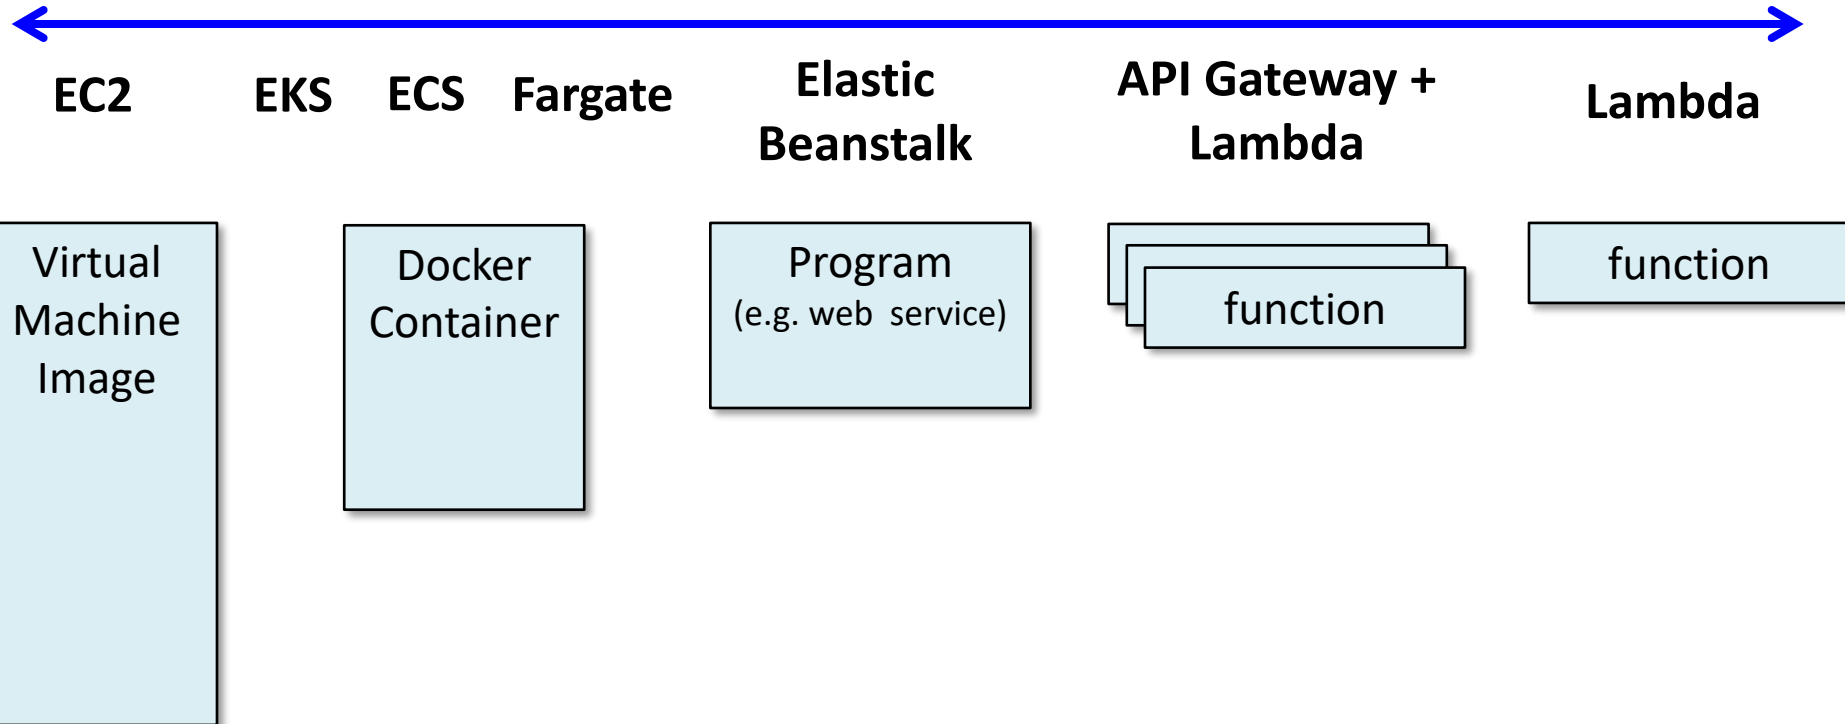 EC2
EKS
ECS
Fargate
Elastic
Beanstalk
API Gateway +
Lambda
Lambda
Virtual
Machine
Image
Docker
Container
Program
(e.g. web service)
function
function